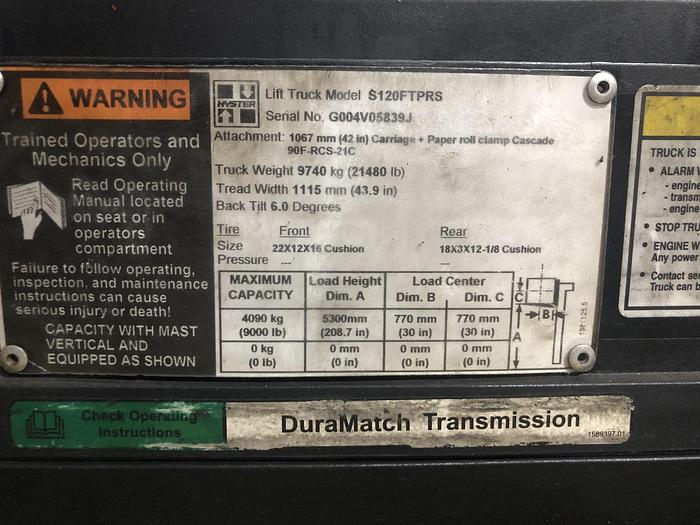 WARNING
Trained Operators and
Mechanics Only
Read Operating
Manual located
on seat or in
operators
compartment
Failure to follow operating,
inspection, and maintenance
instructions can cause
serious injury or death!
CAPACITY WITH MAST
VERTICAL AND
EQUIPPED AS SHOWN
HYSTER
Lift Truck Model S120FTPRS
Serial No. G004V05839J
Attachment: 1067 mm (42 in) Carriage + Paper roll clamp Cascade
90F-RCS-21C
Truck Weight 9740 kg (21480 lb)
Tread Width 1115 mm (43.9 in)
Back Tilt 6.0 Degrees
Tire Front Rear
Size 22X12X16 Cushion 18X3X12-1/8 Cushion
Pressure --- ---
MAXIMUM CAPACITY Load Height Dim. A Load Center Dim. B Dim. C
4090 kg 5300mm 770 mm 770 mm
(9000 lb) (208.7 in) (30 in) (30 in)
0 kg 0 mm 0 mm 0 mm
(0 lb) (0 in) (0 in) (0 in)
C
B
A
TRUCK IS
• ALARM
- engine
- transm
- engine
• STOP TRU
• ENGINE W
Any power
• Contact ser
Truck can b
Check Operating
Instructions
DuraMatch Transmission
1589397.01